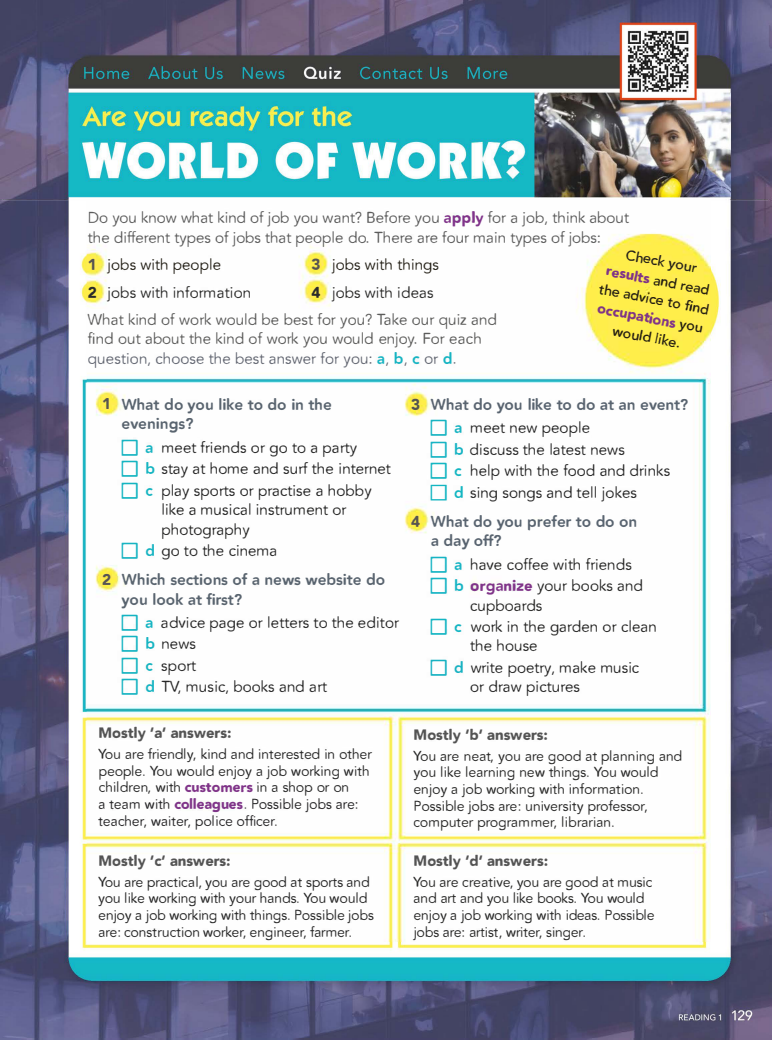 Home About Us News Quiz Contact Us More
Are you ready for the
WORLD OF WORK?
Do you know what kind of job you want? Before you apply for a job, think about
the different types of jobs that people do. There are four main types of jobs:
1 jobs with people
2 jobs with information
3 jobs with things
4 jobs with ideas
Check your
results and read
the advice to find
occupations you
would like.
What kind of work would be best for you? Take our quiz and
find out about the kind of work you would enjoy. For each
question, choose the best answer for you: a, b, c or d.
1 What do you like to do in the
evenings?
a meet friends or go to a party
b stay at home and surf the internet
c play sports or practise a hobby
like a musical instrument or
photography
d go to the cinema
2 Which sections of a news website do
you look at first?
a advice page or letters to the editor
b news
c sport
d TV, music, books and art
3 What do you like to do at an event?
a meet new people
b discuss the latest news
c help with the food and drinks
d sing songs and tell jokes
4 What do you prefer to do on
a day off?
a have coffee with friends
b organize your books and
cupboards
c work in the garden or clean
the house
d write poetry, make music
or draw pictures
Mostly 'a' answers:
You are friendly, kind and interested in other
people. You would enjoy a job working with
children, with customers in a shop or on
a team with colleagues. Possible jobs are:
teacher, waiter, police officer.
Mostly 'b' answers:
You are neat, you are good at planning and
you like learning new things. You would
enjoy a job working with information.
Possible jobs are: university professor,
computer programmer, librarian.
Mostly 'c' answers:
You are practical, you are good at sports and
you like working with your hands. You would
enjoy a job working with things. Possible jobs
are: construction worker, engineer, farmer.
Mostly 'd' answers:
You are creative, you are good at music
and art and you like books. You would
enjoy a job working with ideas. Possible
jobs are: artist, writer, singer.
READING 1 129